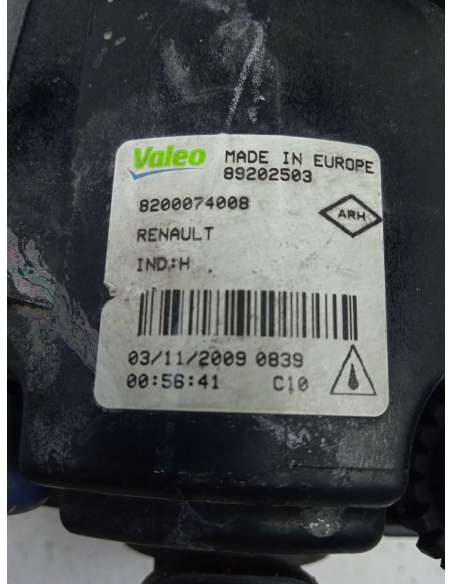 Valeo MADE IN EUROPE
89202503
8200074008
ARH
RENAULT
IND:H
03/11/2009 0839
00:56:41 C10